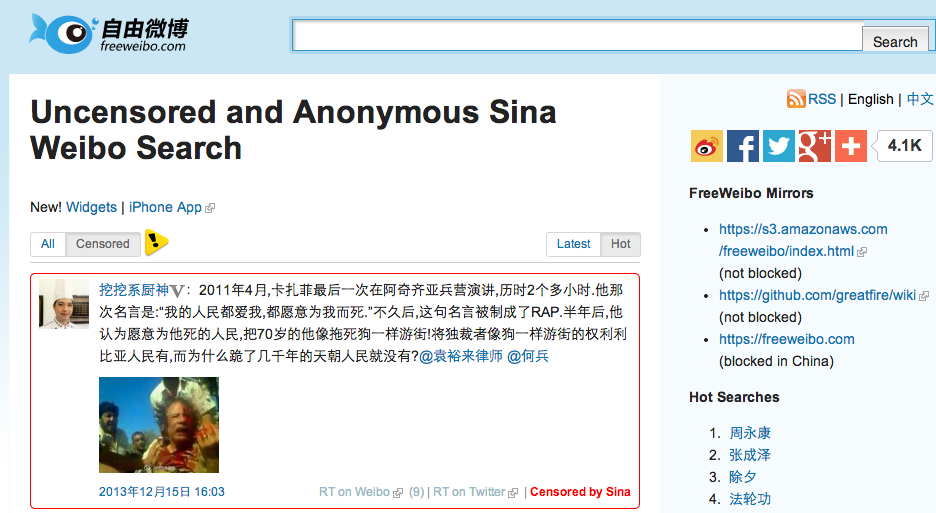 自由微博
freeweibo.com
Search
Uncensored and Anonymous Sina
Weibo Search
RSS | English | 中文
4.1K
New! Widgets | iPhone App
All
Censored
Latest
Hot
挖挖系厨神V：2011年4月,卡扎菲最后一次在阿奇齐亚兵营演讲,历时2个多小时.他那
次名言是:“我的人民都爱我,都愿意为我而死.”不久后,这句名言被制成了RAP.半年后,他
认为愿意为他死的人民,把70岁的他像拖死狗一样游街!将独裁者像狗一样游街的权利利
比亚人民有,而为什么跪了几千年的天朝人民就没有?@袁裕来律师 @何兵
2013年12月15日 16:03
RT on Weibo (9) | RT on Twitter | Censored by Sina
FreeWeibo Mirrors
https://s3.amazonaws.com
/freeweibo/index.html
(not blocked)
https://github.com/greatfire/wiki
(not blocked)
https://freeweibo.com
(blocked in China)
Hot Searches
1. 周永康
2. 张成泽
3. 除夕
4. 法轮功